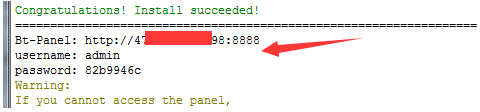 Congratulations! Install succeeded!
==================================================================
Bt-Panel: http://47 98:8888
username: admin
password: 82b9946c
Warning:
If you cannot access the panel,